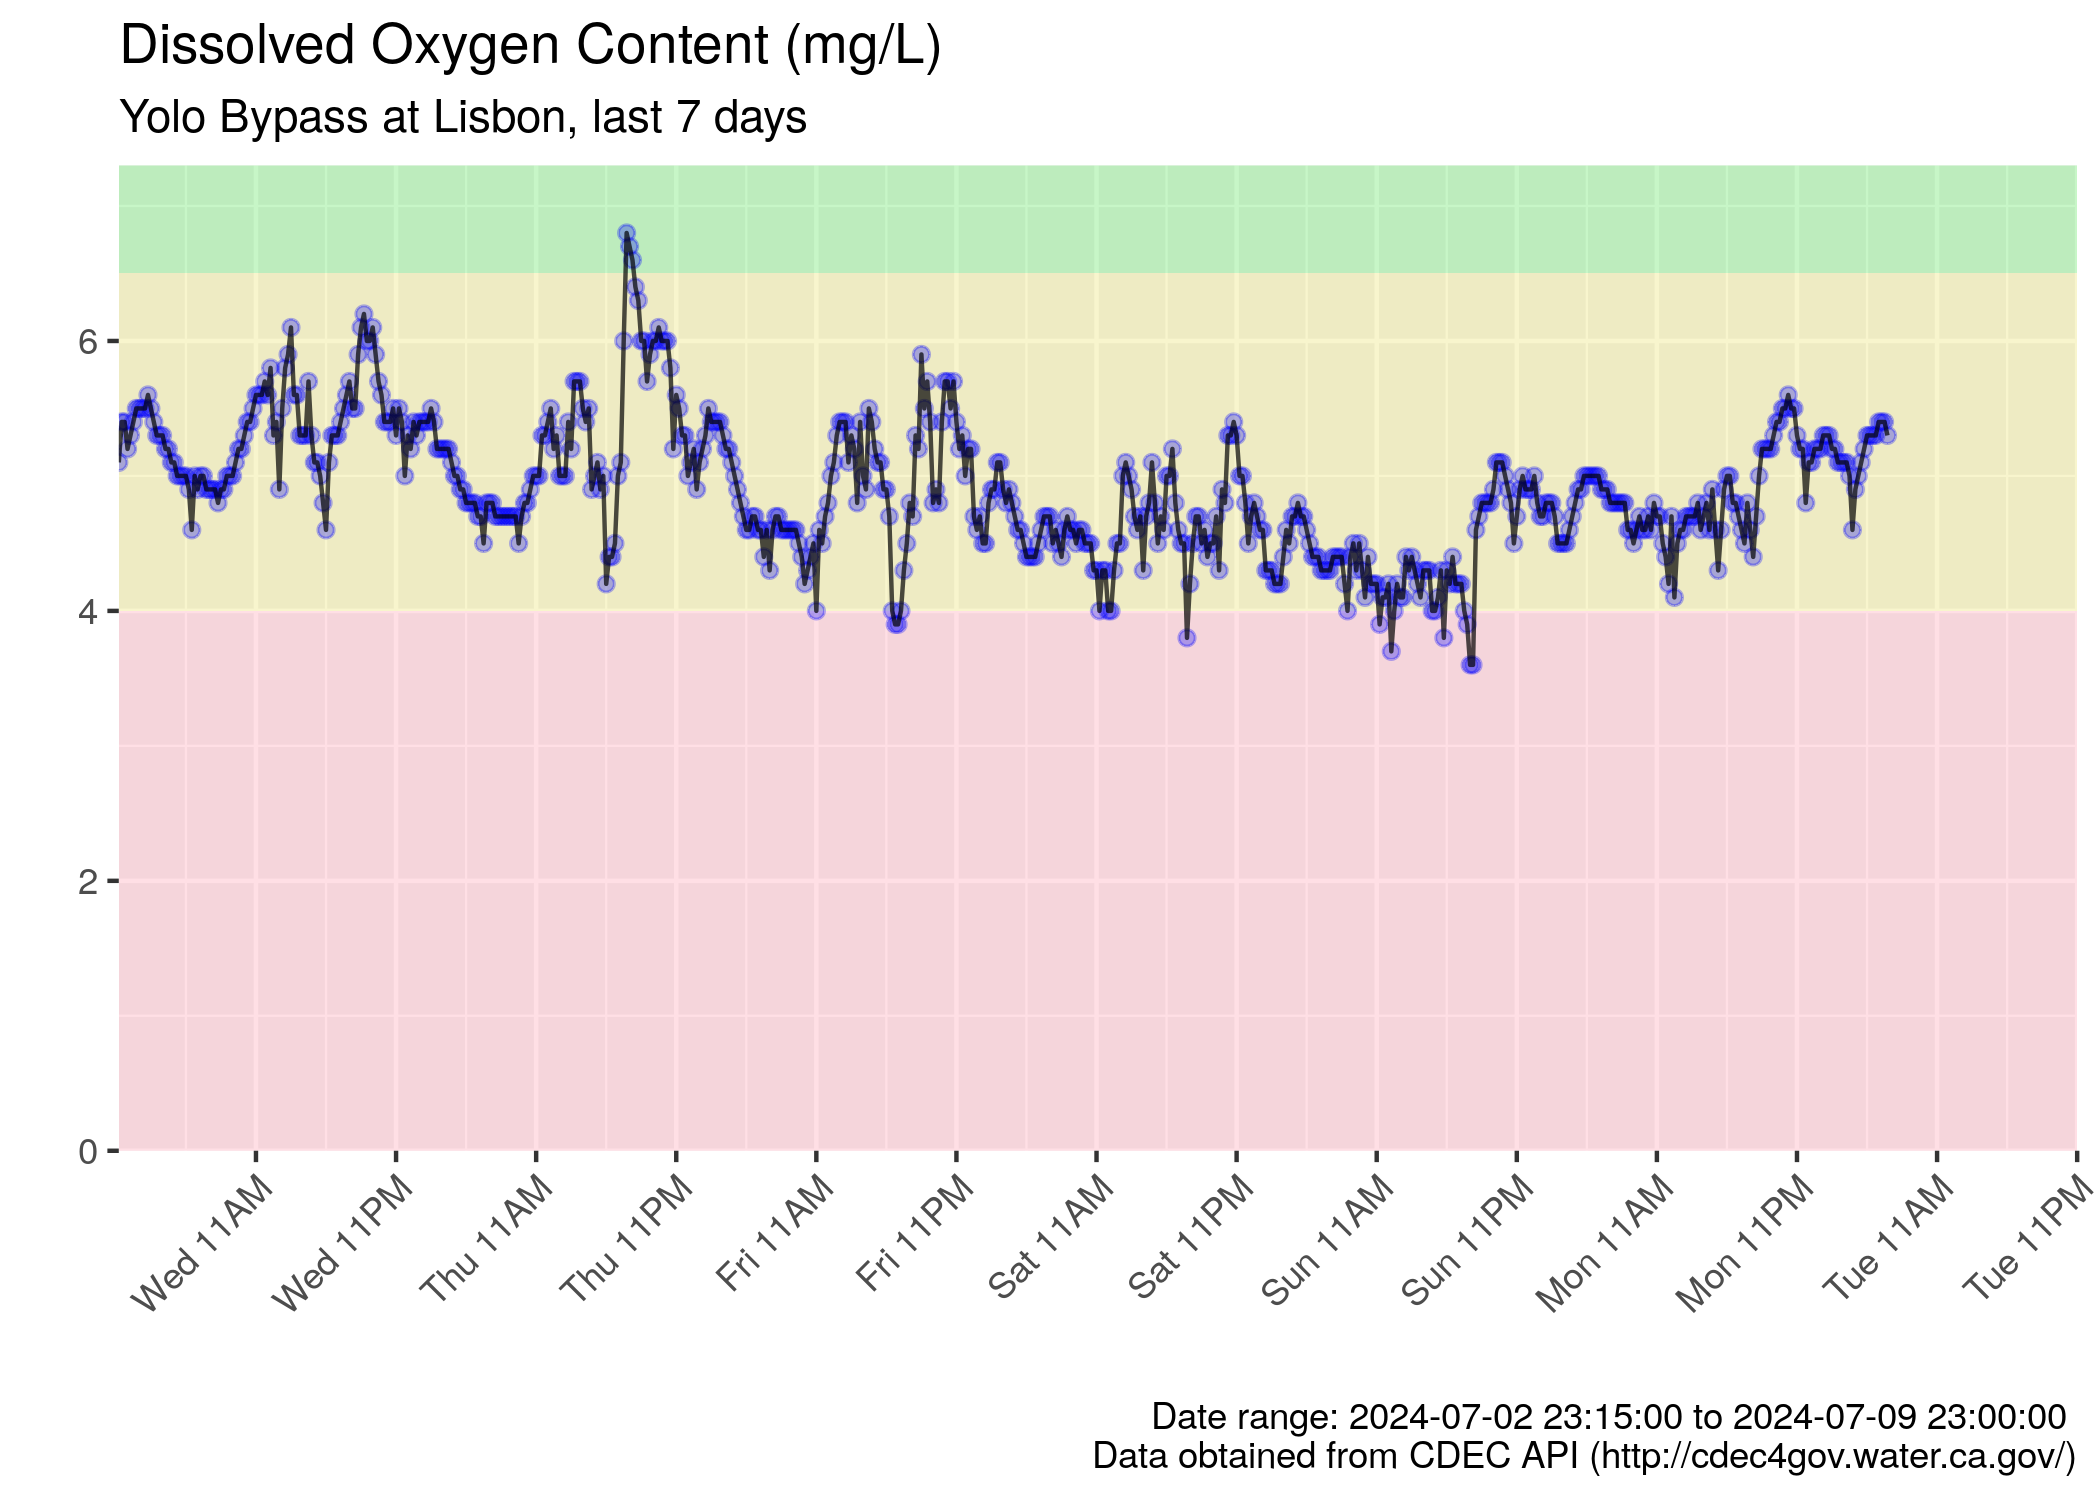 Dissolved Oxygen Content (mg/L)
Yolo Bypass at Lisbon, last 7 days
6
4
2
0
Wed 11AM
Wed 11PM
Thu 11AM
Thu 11PM
Fri 11AM
Fri 11PM
Sat 11AM
Sat 11PM
Sun 11AM
Sun 11PM
Mon 11AM
Mon 11PM
Tue 11AM
Tue 11PM
Date range: 2024-07-02 23:15:00 to 2024-07-09 23:00:00
Data obtained from CDEC API (http://cdec4gov.water.ca.gov/)